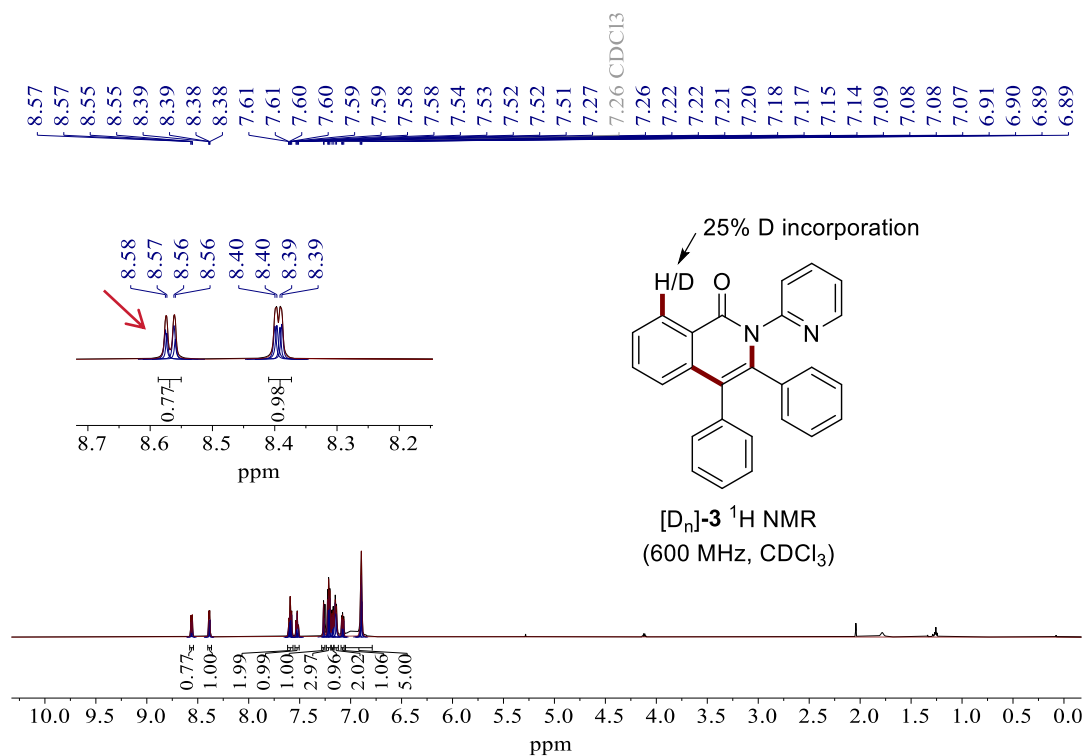 8.57 8.57 8.55 8.55 8.39 8.39 8.38 8.38 7.61 7.61 7.60 7.60 7.59 7.59 7.58 7.58 7.54 7.53 7.52 7.52 7.51 7.27 7.26 CDCl3 7.26 7.22 7.22 7.21 7.20 7.18 7.17 7.15 7.14 7.09 7.08 7.08 7.07 6.91 6.90 6.89 6.89
8.58 8.57 8.56 8.56 8.40 8.40 8.39 8.39
0.77 0.98
8.7 8.6 8.5 8.4 8.3 8.2
ppm
25% D incorporation
H/D O
N
N
[Dₙ]-3 ¹H NMR
(600 MHz, CDCl₃)
0.77 1.00 1.99 0.99 1.00 2.97 0.96 2.02 1.06 5.00
10.0 9.5 9.0 8.5 8.0 7.5 7.0 6.5 6.0 5.5 5.0 4.5 4.0 3.5 3.0 2.5 2.0 1.5 1.0 0.5 0.0
ppm